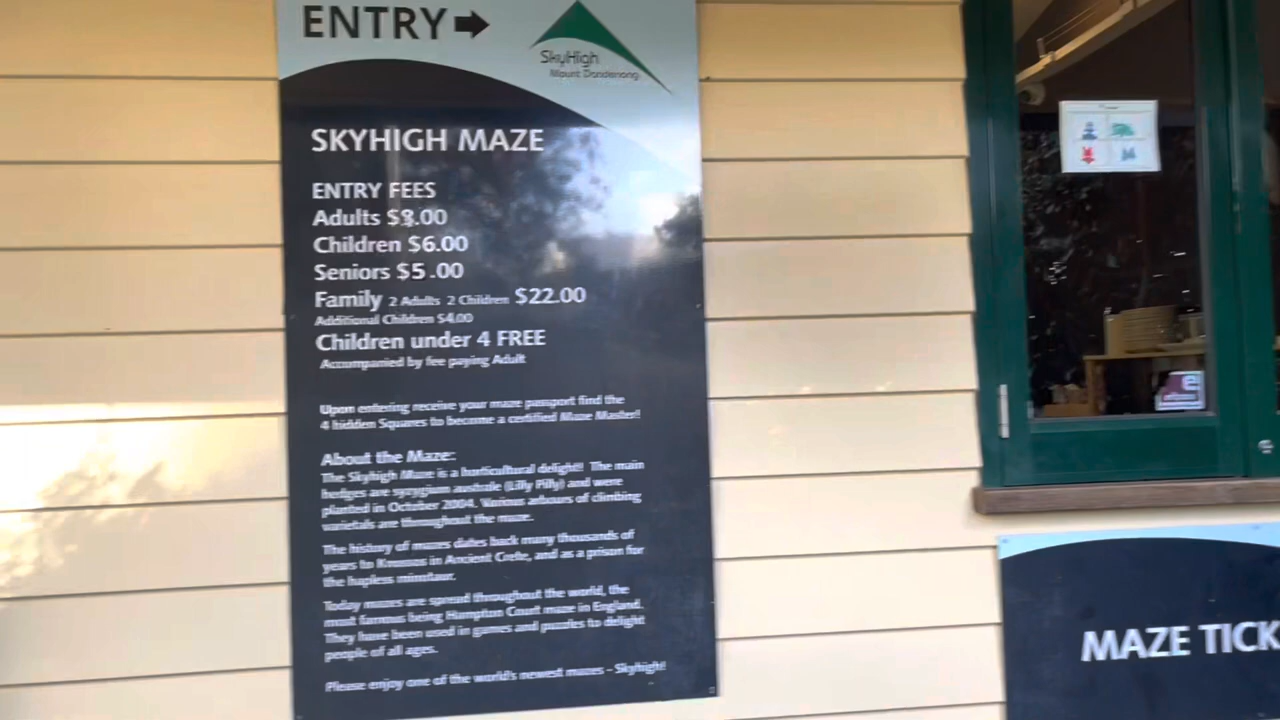 ENTRY
SkyHigh
Mount Dandenong
SKYHIGH MAZE
ENTRY FEES
Adults
Children $6.00
Seniors $5.00
Family 2 Adults 2 Children $22.00
Additional Children $4.00
Children under 4 FREE
Accompanied by fee paying Adult
Upon entering receive your maze passport find the
4 hidden Squares to become a certified Maze Master!
About the Maze:
The Skyhigh Maze is a horticultural delight! The main
hedges are syzygium australe (Lilly Pilly) and were
planted in October 2004. Various arbours of climbing
varietals are throughout the maze.
The history of mazes dates back many thousands of
years to Knossos in Ancient Crete, and as a prison for
the hapless minotaur.
Today mazes are spread throughout the world, the
most famous being Hampton Court maze in England.
They have been used in games and puzzles to delight
people of all ages.
Please enjoy one of the world's newest mazes - Skyhigh!
MAZE TICK